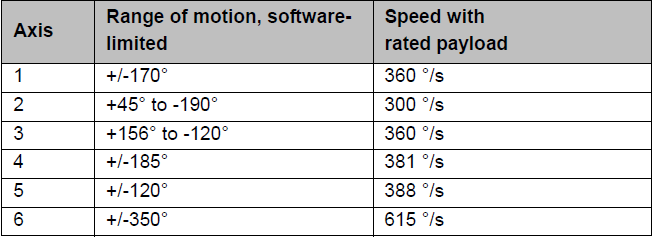 Axis Range of motion, software-limited Speed with rated payload
1 +/-170° 360 °/s
2 +45° to -190° 300 °/s
3 +156° to -120° 360 °/s
4 +/-185° 381 °/s
5 +/-120° 388 °/s
6 +/-350° 615 °/s